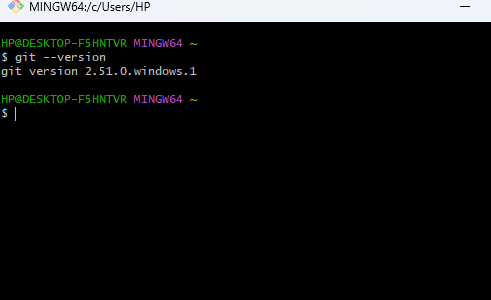 MINGW64:/c/Users/HP
HP@DESKTOP-F5HNTVR MINGW64 ~
$ git --version
git version 2.51.0.windows.1
HP@DESKTOP-F5HNTVR MINGW64 ~
$